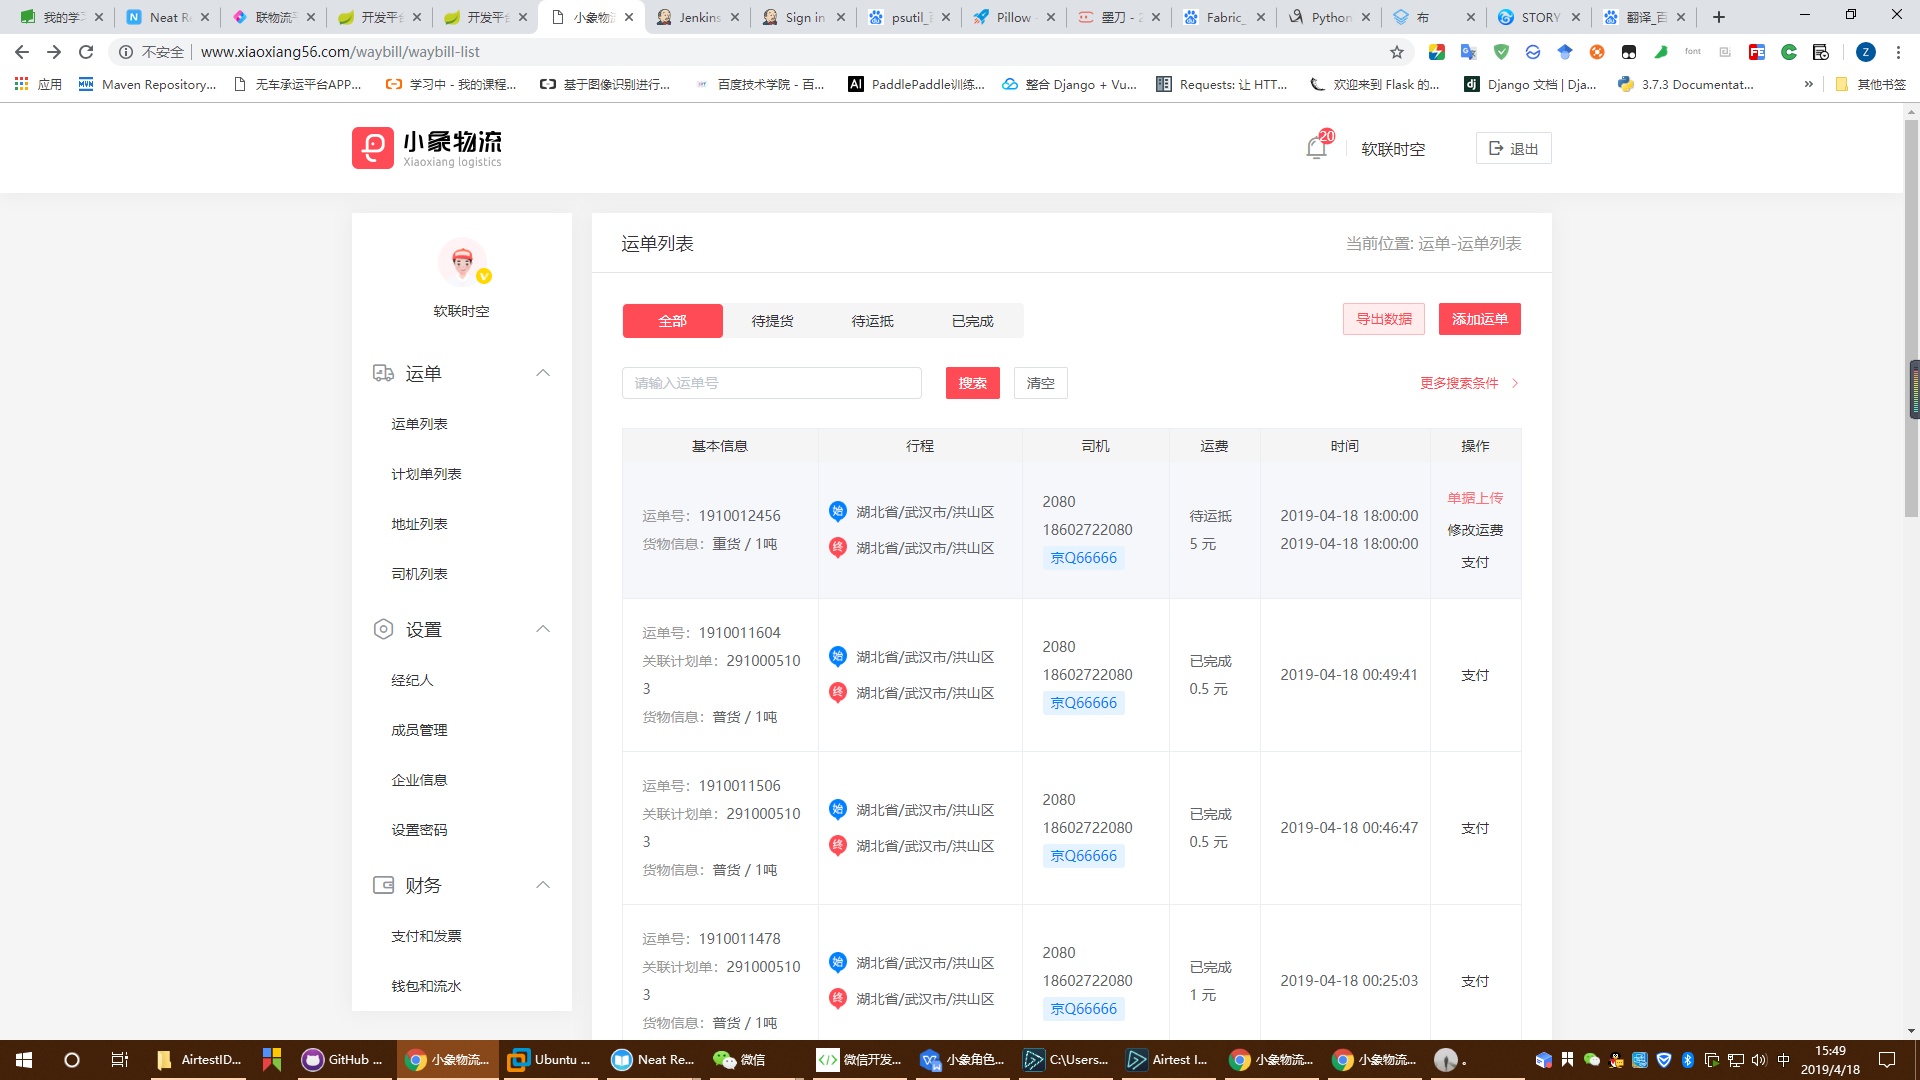 我的学
Neat R
联物流
开发平
开发平
小象物
Jenkins
Sign in
psutil_
Pillow
墨刀 - 2
Fabric_
Python
布
STORY
翻译_百
不安全
www.xiaoxiang56.com/waybill/waybill-list
应用
Maven Repository...
无车承运平台APP...
学习中 - 我的课程...
基于图像识别进行...
百度技术学院 - 百...
PaddlePaddle训练...
整合 Django + Vu...
Requests: 让 HTT...
欢迎来到 Flask 的...
Django 文档 | Dja...
3.7.3 Documentat...
»
其他书签
小象物流
Xiaoxiang logistics
20
软联时空
退出
软联时空
运单
运单列表
计划单列表
地址列表
司机列表
设置
经纪人
成员管理
企业信息
设置密码
财务
支付和发票
钱包和流水
运单列表
当前位置: 运单-运单列表
全部
待提货
待运抵
已完成
导出数据
添加运单
请输入运单号
搜索
清空
更多搜索条件
基本信息
行程
司机
运费
时间
操作
运单号：1910012456
货物信息：重货 / 1吨
始 湖北省/武汉市/洪山区
终 湖北省/武汉市/洪山区
2080
18602722080
京Q66666
待运抵
5 元
2019-04-18 18:00:00
2019-04-18 18:00:00
单据上传
修改运费
支付
运单号：1910011604
关联计划单：291000510
3
货物信息：普货 / 1吨
始 湖北省/武汉市/洪山区
终 湖北省/武汉市/洪山区
2080
18602722080
京Q66666
已完成
0.5 元
2019-04-18 00:49:41
支付
运单号：1910011506
关联计划单：291000510
3
货物信息：普货 / 1吨
始 湖北省/武汉市/洪山区
终 湖北省/武汉市/洪山区
2080
18602722080
京Q66666
已完成
0.5 元
2019-04-18 00:46:47
支付
运单号：1910011478
关联计划单：291000510
3
货物信息：普货 / 1吨
始 湖北省/武汉市/洪山区
终 湖北省/武汉市/洪山区
2080
18602722080
京Q66666
已完成
1 元
2019-04-18 00:25:03
支付
AirtestID...
GitHub ...
小象物流...
Ubuntu ...
Neat Re...
微信
微信开发...
小象角色...
C:\Users...
Airtest I...
小象物流...
小象物流...
中
15:49
2019/4/18